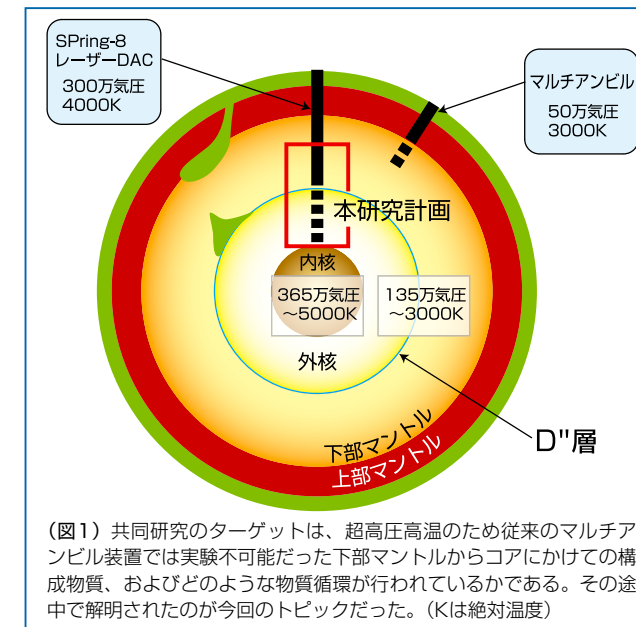 SPring-8
レーザーDAC
300万気圧
4000K
マルチアンビル
50万気圧
3000K
本研究計画
内核
365万気圧
～5000K
135万気圧
～3000K
外核
D"層
下部マントル
上部マントル
(図1) 共同研究のターゲットは、超高圧高温のため従来のマルチア
ンビル装置では実験不可能だった下部マントルからコアにかけての構
成物質、およびどのような物質循環が行われているかである。その途
中で解明されたのが今回のトピックだった。(Kは絶対温度)